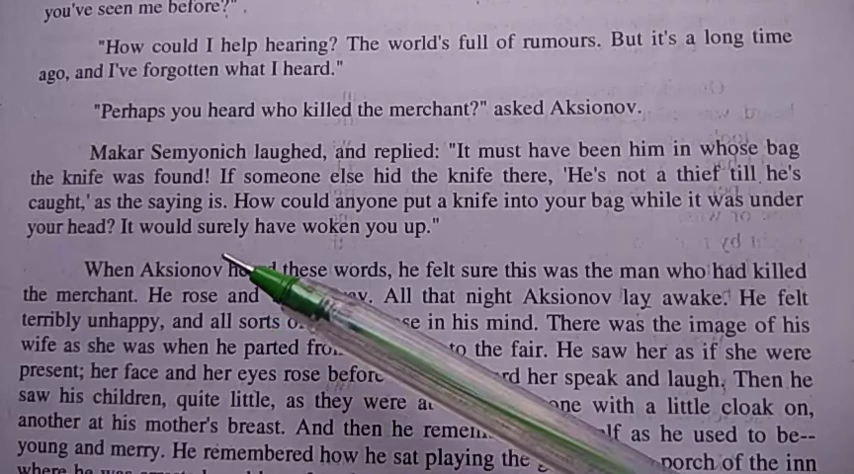 you've seen me before?"
"How could I help hearing? The world's full of rumours. But it's a long time
ago, and I've forgotten what I heard."
"Perhaps you heard who killed the merchant?" asked Aksionov.
Makar Semyonich laughed, and replied: "It must have been him in whose bag
the knife was found! If someone else hid the knife there, 'He's not a thief till he's
caught,' as the saying is. How could anyone put a knife into your bag while it was under
your head? It would surely have woken you up."
When Aksionov these words, he felt sure this was the man who had killed
the merchant. He rose and All that night Aksionov lay awake. He felt
terribly unhappy, and all sorts in his mind. There was the image of his
wife as she was when he parted to the fair. He saw her as if she were
present; her face and her eyes rose her speak and laugh. Then he
saw his children, quite little, as they were with a little cloak on,
another at his mother's breast. And then he as he used to be--
young and merry. He remembered how he sat playing the porch of the inn
where he was